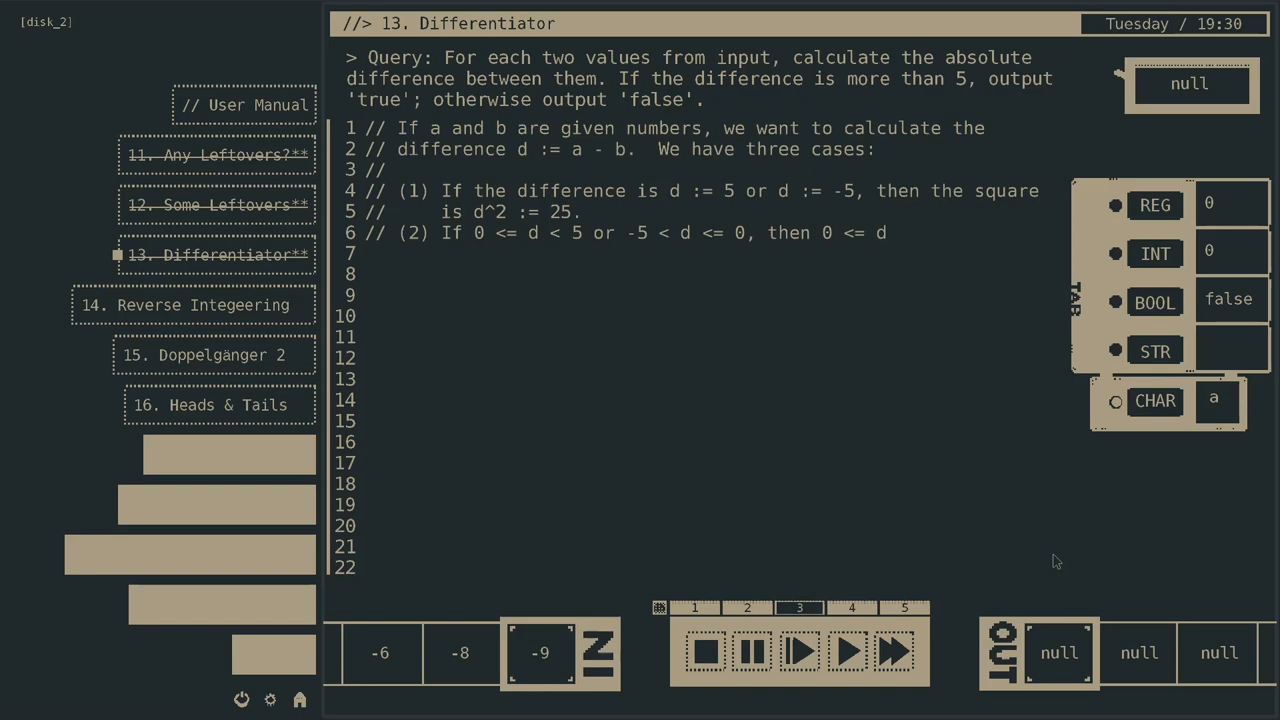 [disk_2]
//> 13. Differentiator
Tuesday / 19:30
> Query: For each two values from input, calculate the absolute
difference between them. If the difference is more than 5, output
'true'; otherwise output 'false'.
null
// User Manual
11. Any Leftovers?**
12. Some Leftovers**
13. Differentiator**
14. Reverse Integeering
15. Doppelgänger 2
16. Heads & Tails
1 // If a and b are given numbers, we want to calculate the
2 // difference d := a - b.  We have three cases:
3 //
4 // (1) If the difference is d := 5 or d := -5, then the square
5 //     is d^2 := 25.
6 // (2) If 0 <= d < 5 or -5 < d <= 0, then 0 <= d
7
8
9
10
11
12
13
14
15
16
17
18
19
20
21
22
TAB
REG 0
INT 0
BOOL false
STR
CHAR a
1 2 3 4 5
-6 -8 -9 IN
OUT null null null